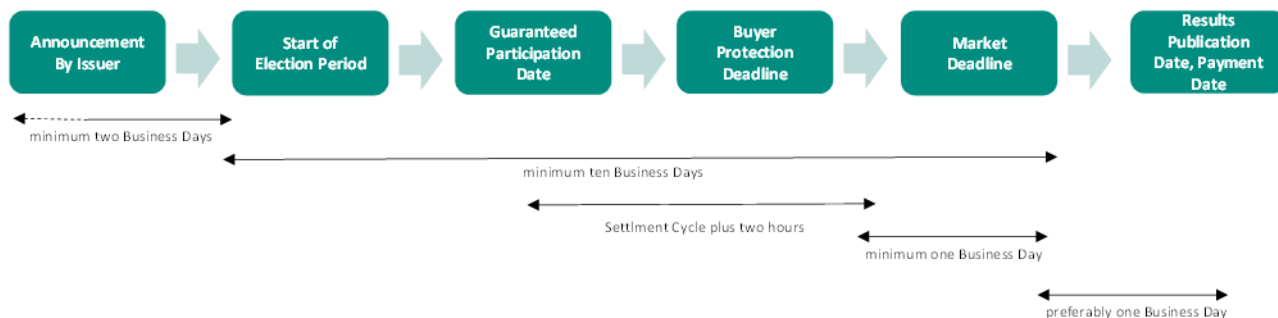 Announcement
By Issuer
Start of
Election Period
Guaranteed
Participation
Date
Buyer
Protection
Deadline
Market
Deadline
Results
Publication
Date, Payment
Date
minimum two Business Days
minimum ten Business Days
Settlment Cycle plus two hours
minimum one Business Day
preferably one Business Day